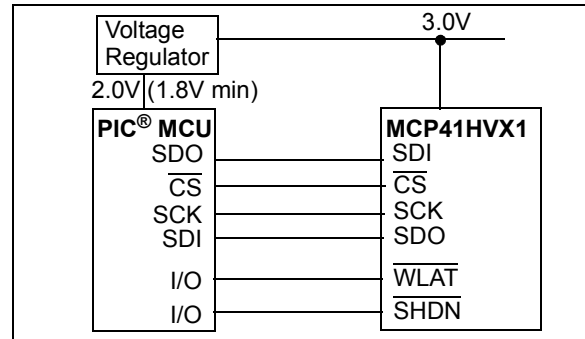 Voltage
Regulator
3.0V
2.0V (1.8V min)
PIC® MCU
SDO
CS
SCK
SDI
I/O
I/O
MCP41HVX1
SDI
CS
SCK
SDO
WLAT
SHDN